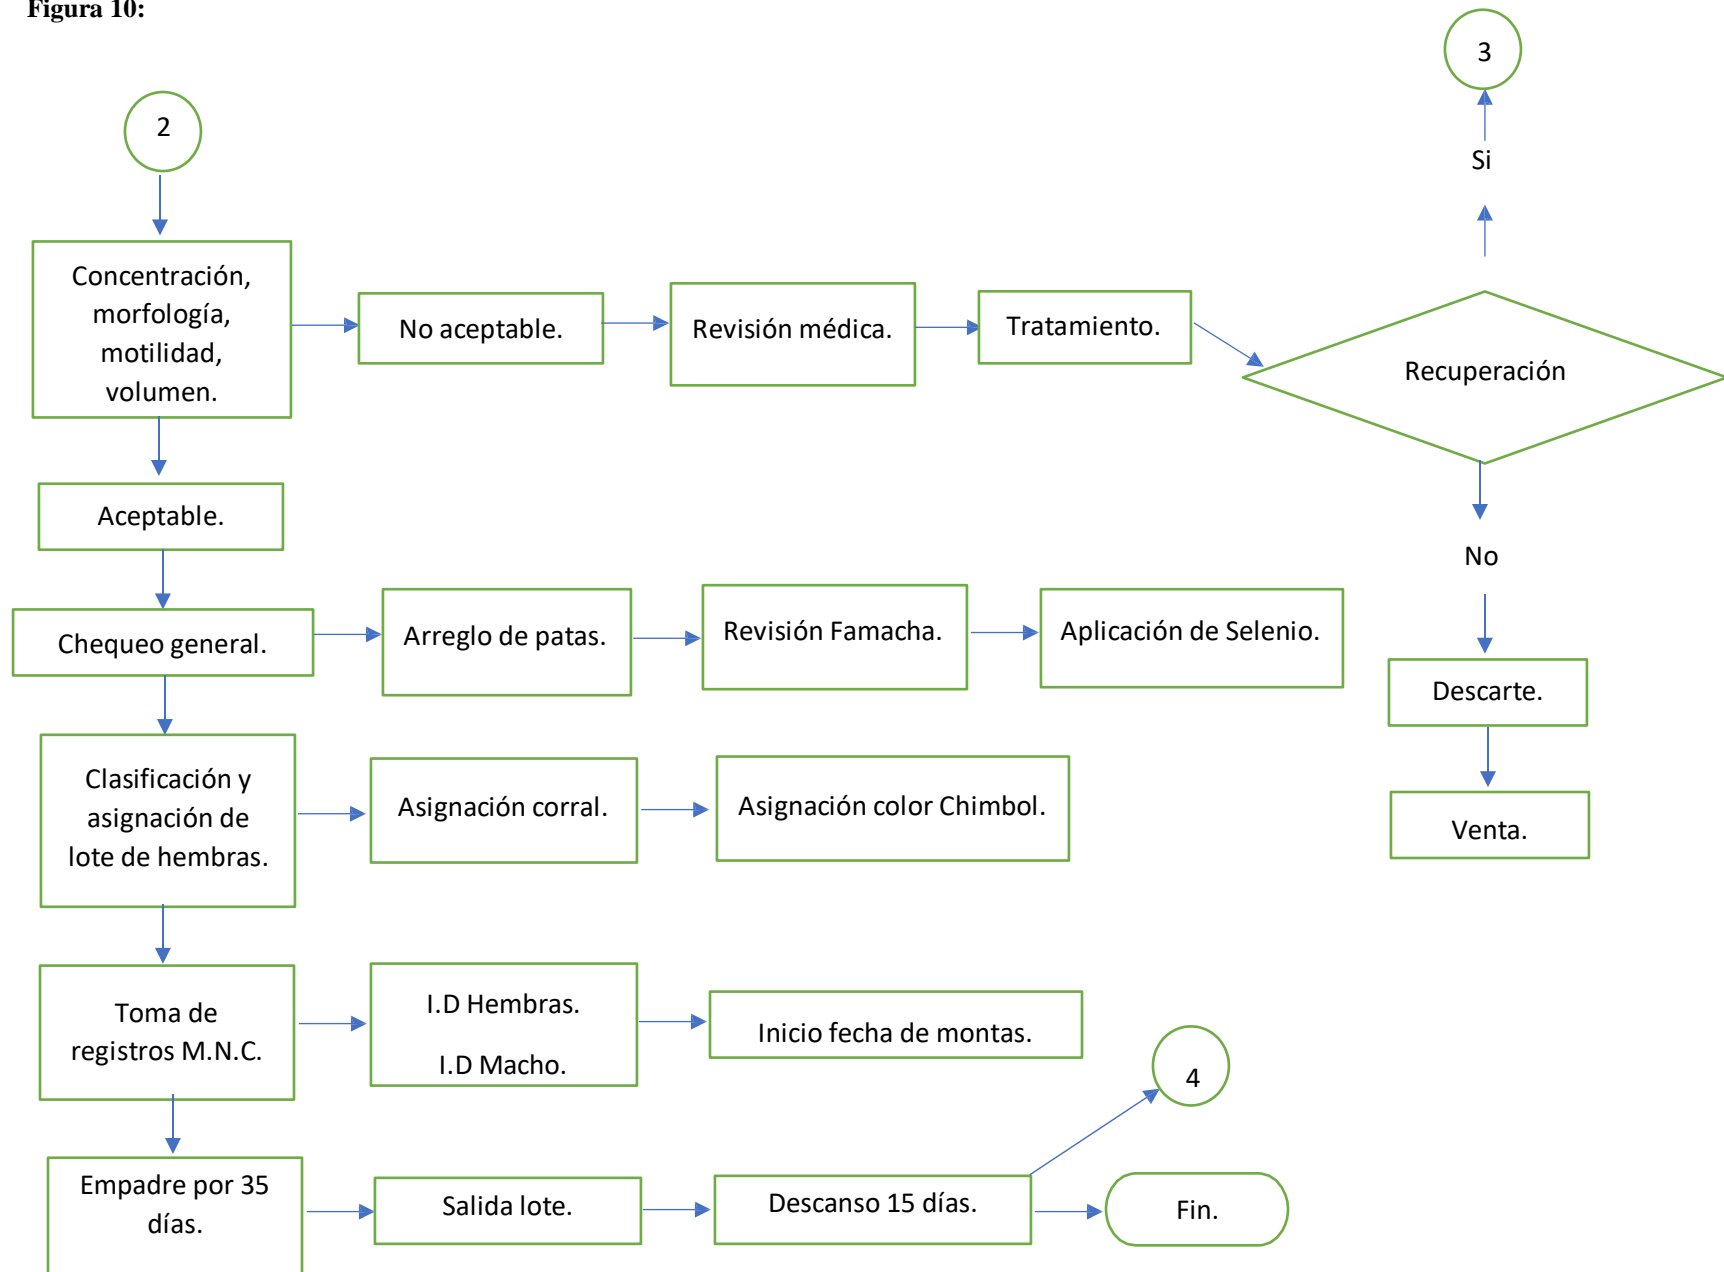 Figura 10:
3
2
Si
Concentración,
morfología,
motilidad,
volumen.
No aceptable.
Revisión médica.
Tratamiento.
Recuperación
Aceptable.
No
Chequeo general.
Arreglo de patas.
Revisión Famacha.
Aplicación de Selenio.
Descarte.
Clasificación y
asignación de
lote de hembras.
Asignación corral.
Asignación color Chimbol.
Venta.
Toma de
registros M.N.C.
I.D Hembras.
I.D Macho.
Inicio fecha de montas.
4
Empadre por 35
días.
Salida lote.
Descanso 15 días.
Fin.